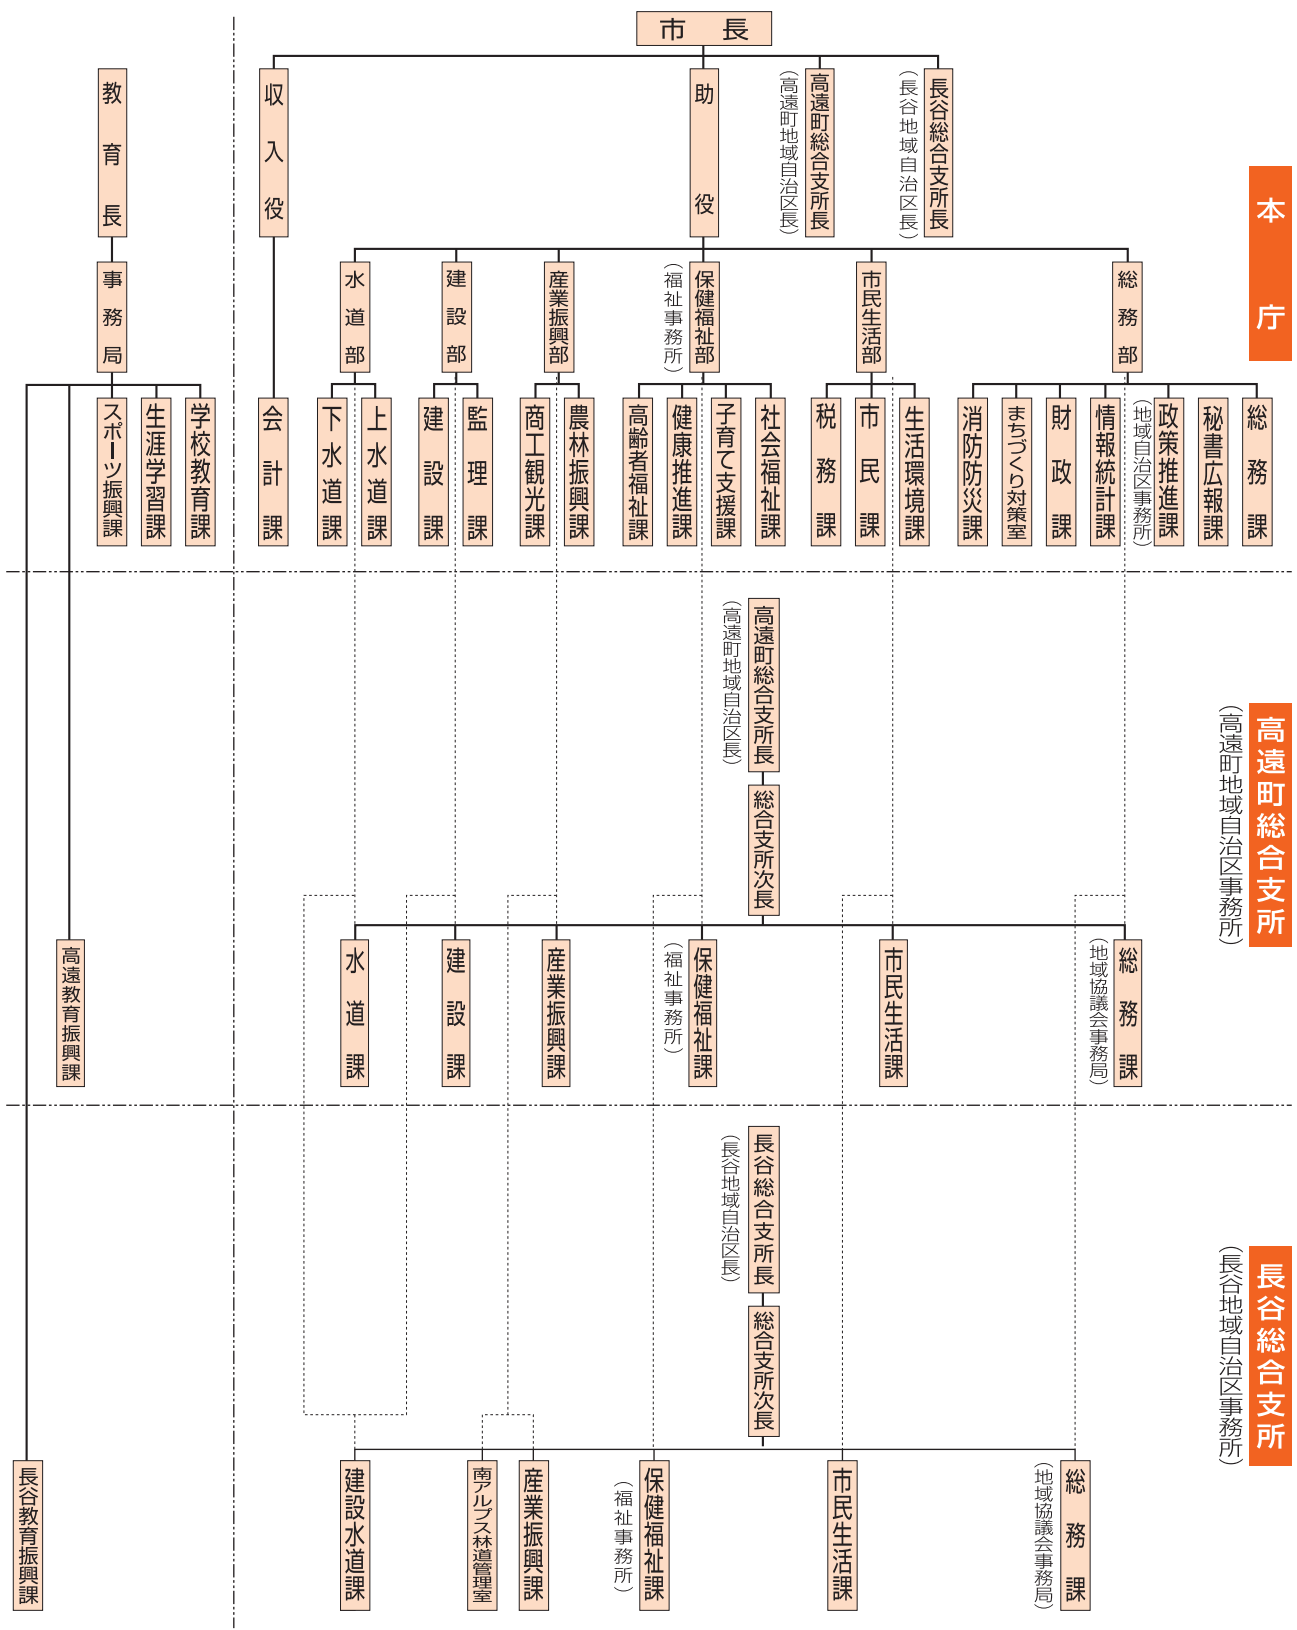 市長
本庁
長谷総合支所長
（長谷地域自治区長）
高遠町総合支所長
（高遠町地域自治区長）
助役
収入役
教育長
総務部
市民生活部
保健福祉部
（福祉事務所）
産業振興部
建設部
水道部
事務局
総務課
秘書広報課
政策推進課
（地域自治区事務所）
情報統計課
財政課
まちづくり対策室
消防防災課
生活環境課
市民課
税務課
社会福祉課
子育て支援課
健康推進課
高齢者福祉課
農林振興課
商工観光課
監理課
建設課
上水道課
下水道課
会計課
学校教育課
生涯学習課
スポーツ振興課
高遠町総合支所
（高遠町地域自治区事務所）
高遠町総合支所長
（高遠町地域自治区長）
総合支所次長
総務課
（地域協議会事務局）
市民生活課
保健福祉課
（福祉事務所）
産業振興課
建設課
水道課
高遠教育振興課
長谷総合支所
（長谷地域自治区事務所）
長谷総合支所長
（長谷地域自治区長）
総合支所次長
総務課
（地域協議会事務局）
市民生活課
保健福祉課
（福祉事務所）
産業振興課
南アルプス林道管理室
建設水道課
長谷教育振興課